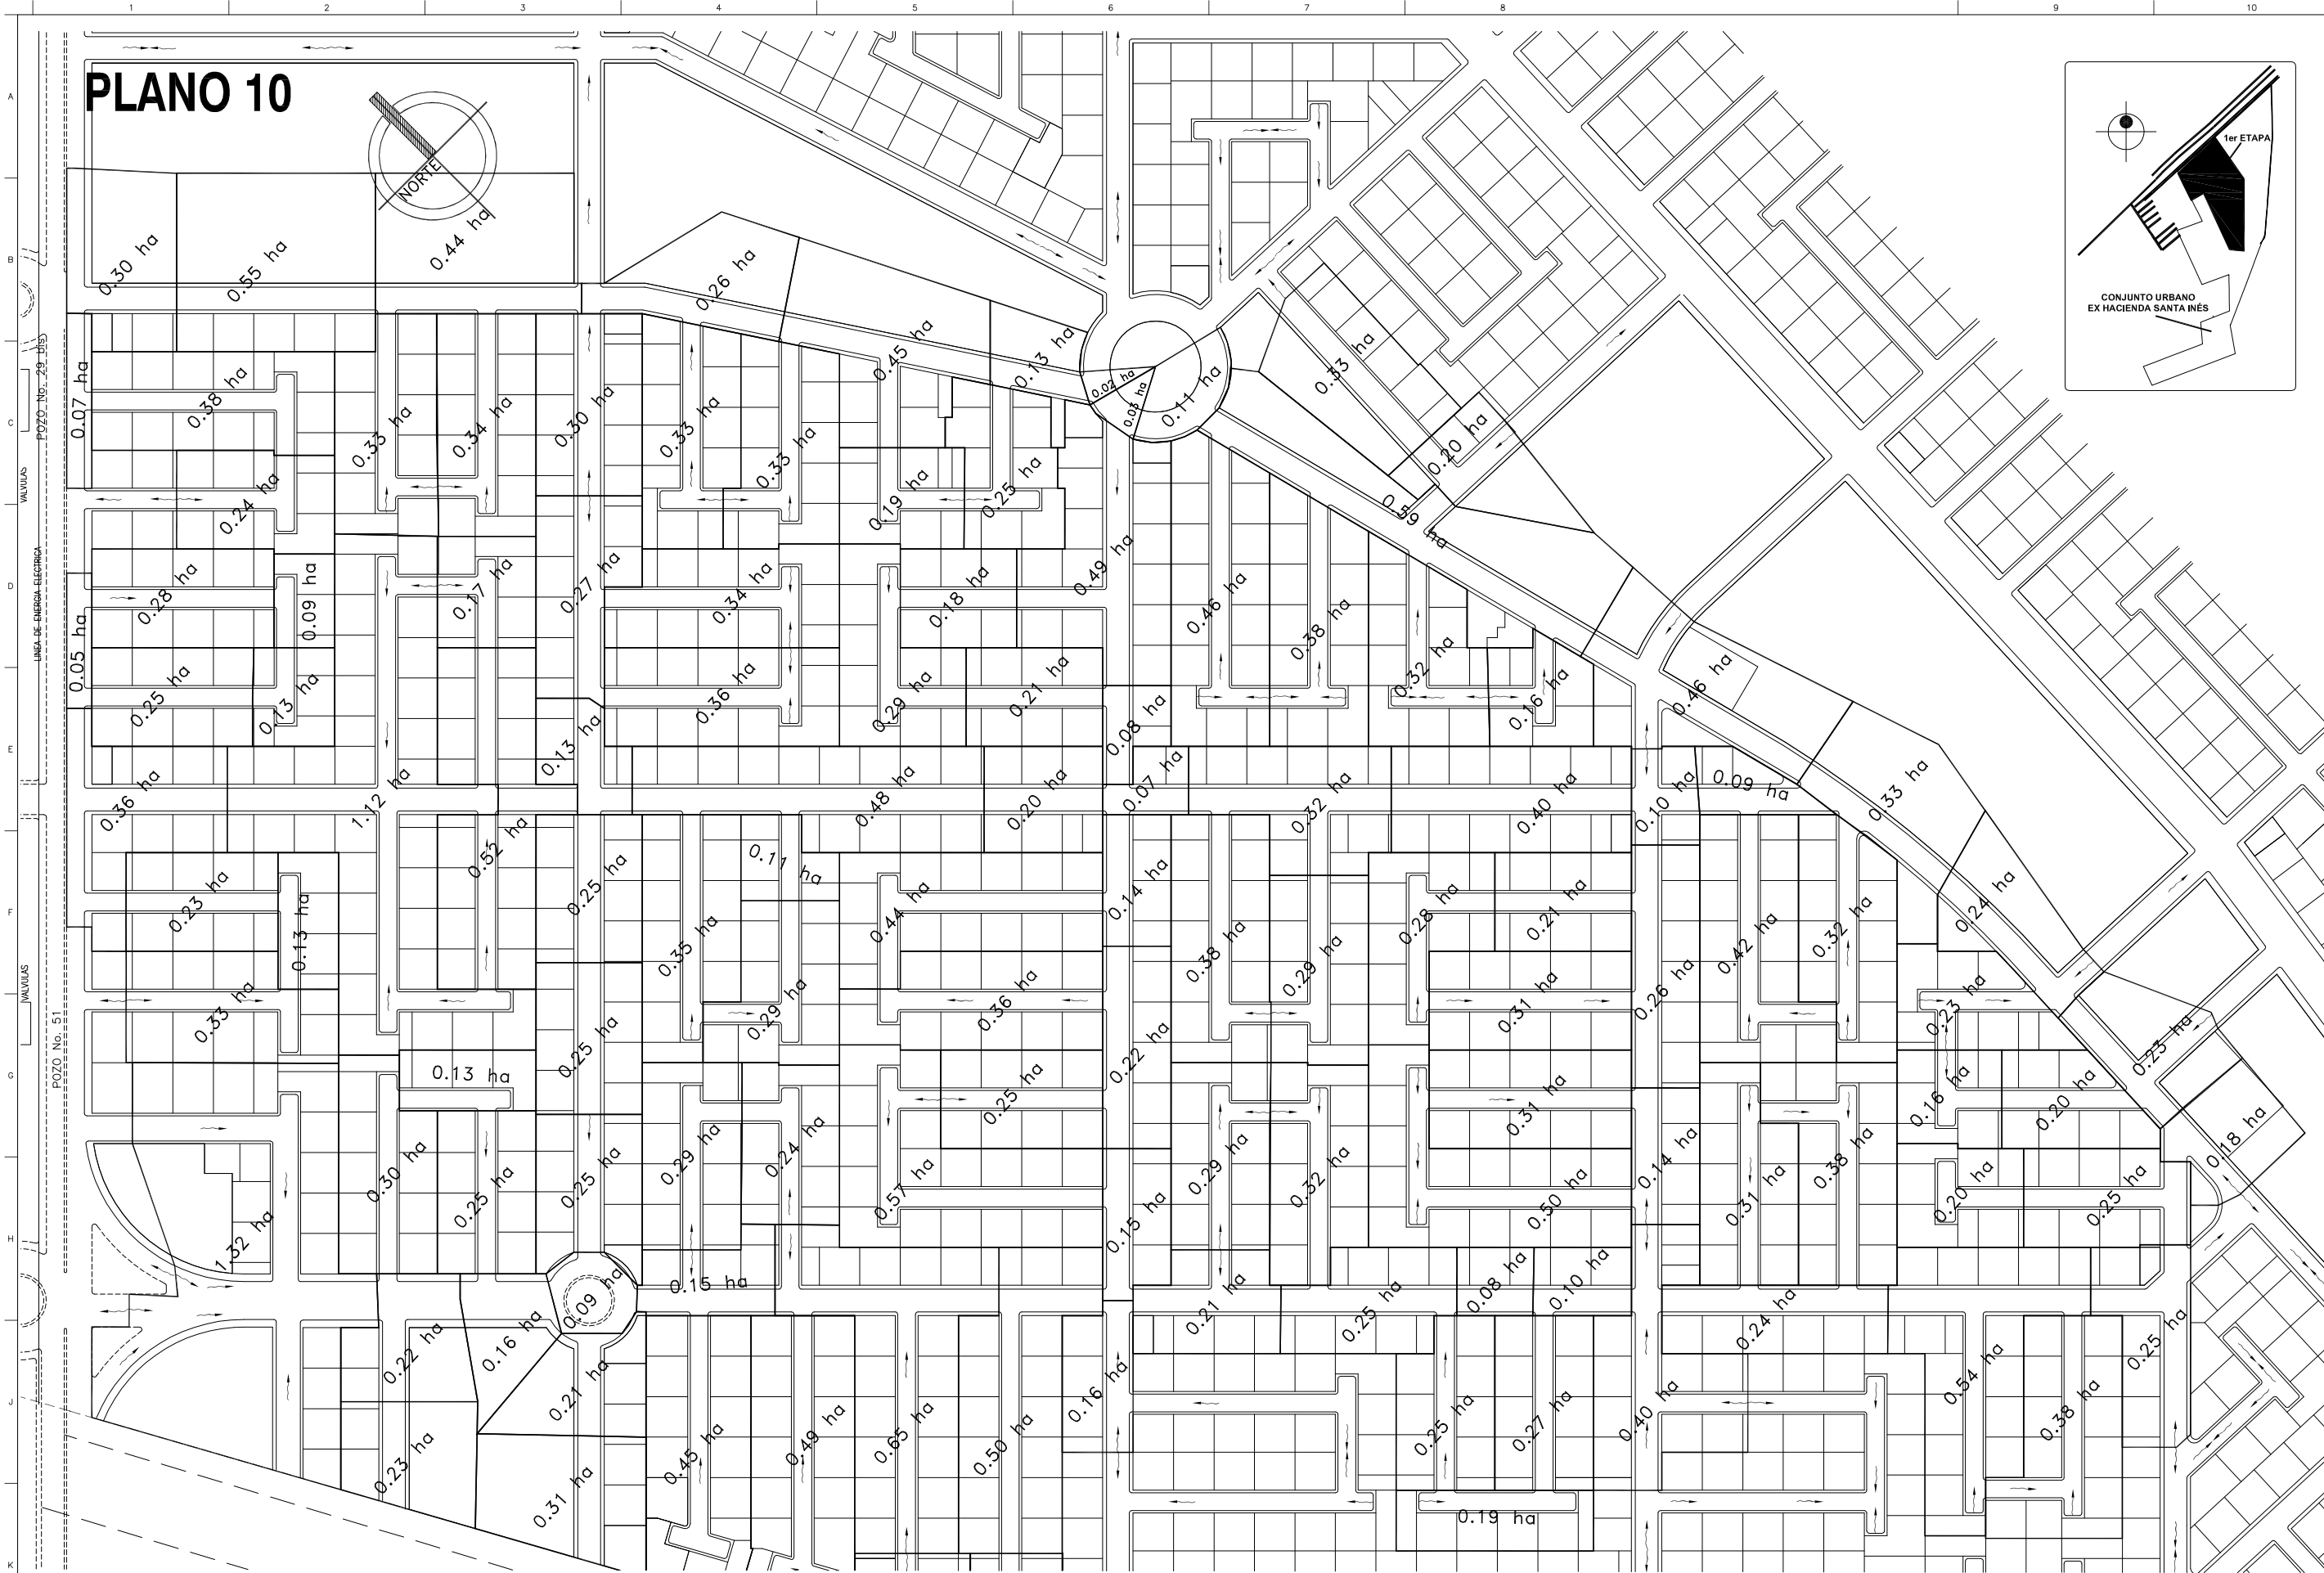 1 2 3 4 5 6 7 8 9 10
PLANO 10
NORTE
1er ETAPA
CONJUNTO URBANO
EX HACIENDA SANTA INÉS
A
B
C
D
E
F
G
H
J
K
POZO No. 29 bis
VALVULAS
LINEA DE ENERGIA ELECTRICA
VALVULAS
POZO No. 51
0.30 ha
0.55 ha
0.44 ha
0.26 ha
0.45 ha
0.13 ha
0.02 ha
0.03 ha
0.11 ha
0.33 ha
0.20 ha
0.59 ha
0.07 ha
0.38 ha
0.33 ha
0.34 ha
0.30 ha
0.33 ha
0.33 ha
0.19 ha
0.25 ha
0.24 ha
0.28 ha
0.09 ha
0.17 ha
0.27 ha
0.34 ha
0.18 ha
0.49 ha
0.46 ha
0.38 ha
0.32 ha
0.16 ha
0.46 ha
0.05 ha
0.25 ha
0.13 ha
0.13 ha
0.36 ha
0.29 ha
0.21 ha
0.08 ha
0.36 ha
1.12 ha
0.52 ha
0.48 ha
0.20 ha
0.07 ha
0.32 ha
0.40 ha
0.10 ha
0.09 ha
0.33 ha
0.23 ha
0.13 ha
0.25 ha
0.11 ha
0.35 ha
0.44 ha
0.14 ha
0.38 ha
0.29 ha
0.28 ha
0.21 ha
0.42 ha
0.32 ha
0.24 ha
0.33 ha
0.13 ha
0.25 ha
0.29 ha
0.36 ha
0.25 ha
0.22 ha
0.31 ha
0.31 ha
0.26 ha
0.23 ha
0.16 ha
0.20 ha
0.23 ha
0.18 ha
1.32 ha
0.30 ha
0.25 ha
0.25 ha
0.29 ha
0.24 ha
0.57 ha
0.15 ha
0.29 ha
0.32 ha
0.50 ha
0.14 ha
0.31 ha
0.38 ha
0.20 ha
0.25 ha
0.09 ha
0.15 ha
0.21 ha
0.25 ha
0.08 ha
0.10 ha
0.24 ha
0.25 ha
0.22 ha
0.16 ha
0.21 ha
0.16 ha
0.54 ha
0.38 ha
0.23 ha
0.31 ha
0.45 ha
0.49 ha
0.65 ha
0.50 ha
0.25 ha
0.27 ha
0.40 ha
0.19 ha